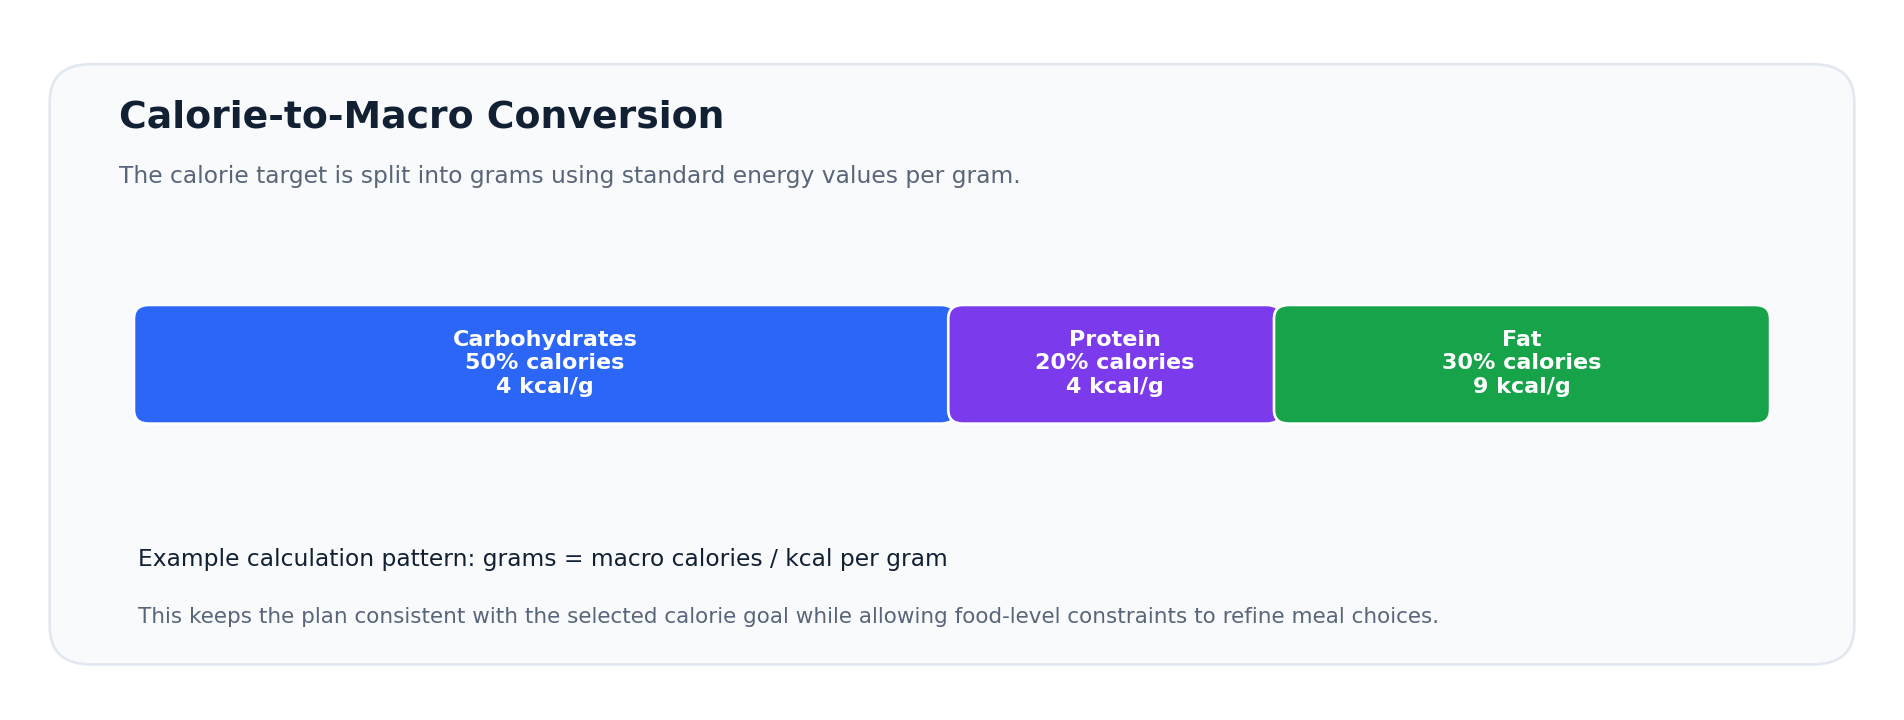 Calorie-to-Macro Conversion
The calorie target is split into grams using standard energy values per gram.
Carbohydrates
50% calories
4 kcal/g
Protein
20% calories
4 kcal/g
Fat
30% calories
9 kcal/g
Example calculation pattern: grams = macro calories / kcal per gram
This keeps the plan consistent with the selected calorie goal while allowing food-level constraints to refine meal choices.